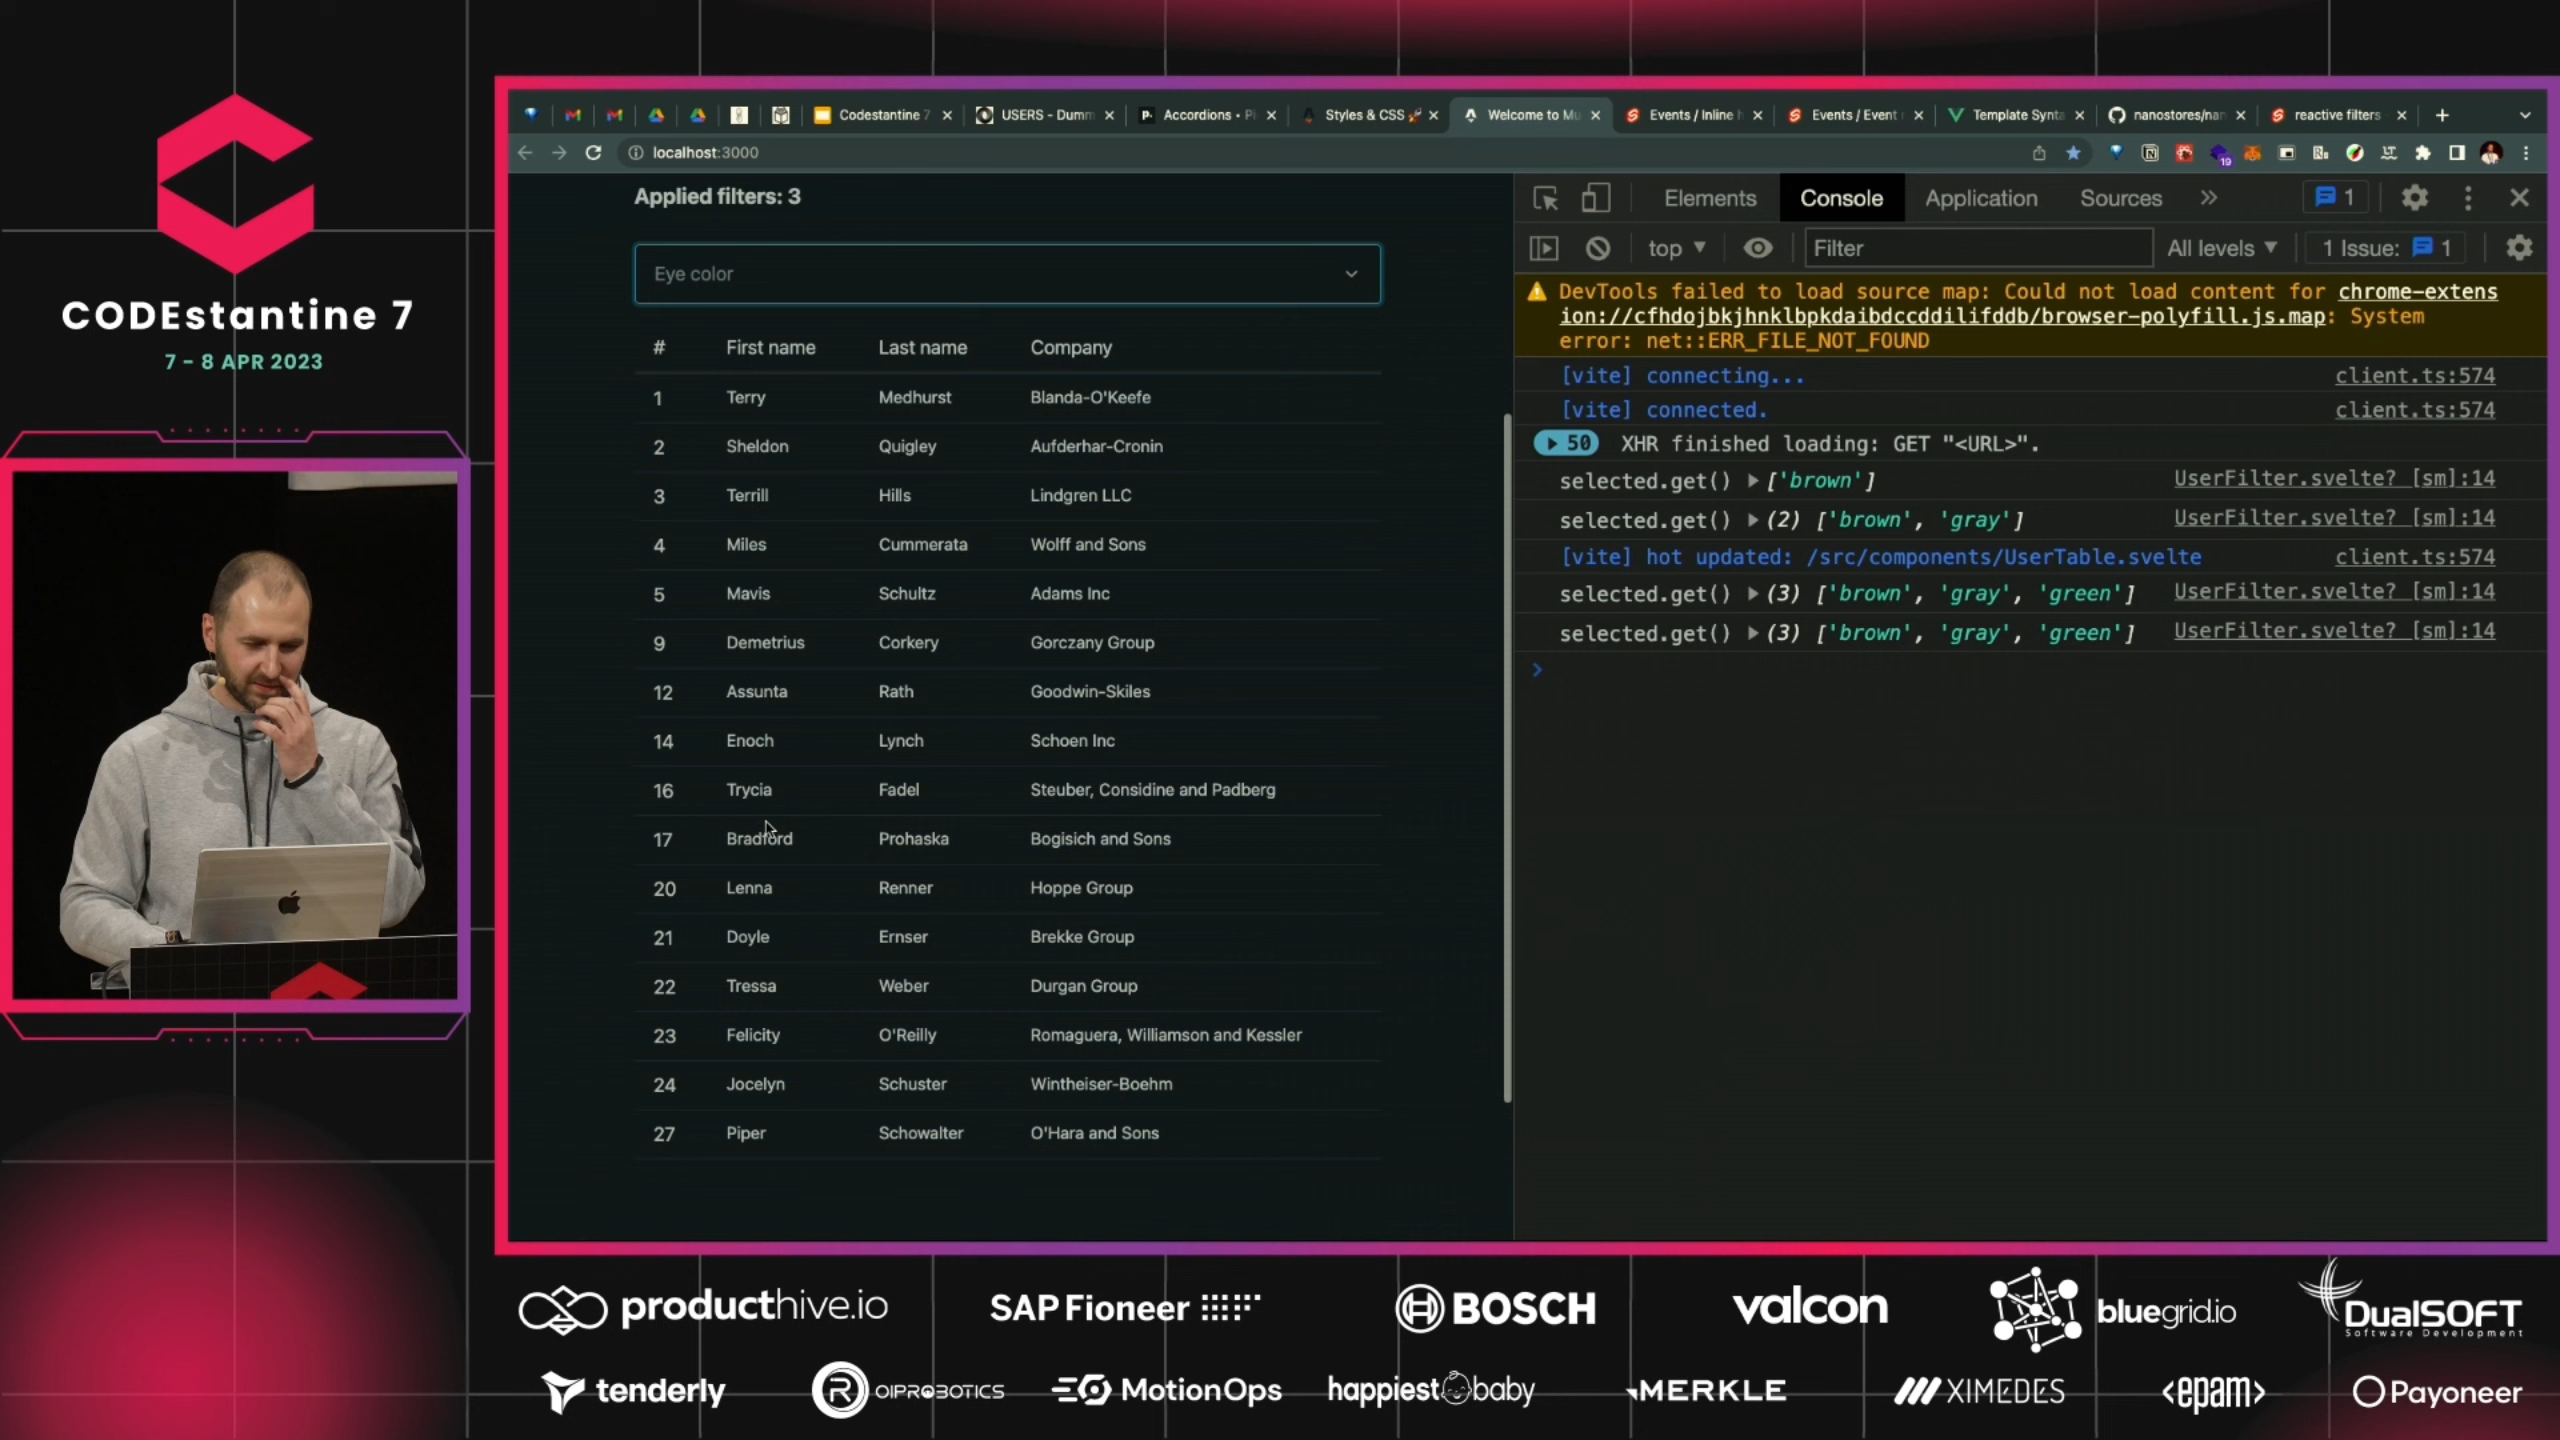 CODEstantine 7
7 - 8 APR 2023
Codestantine 7
USERS - Dumm
Accordions • Pi
Styles & CSS 🚀
Welcome to Mu
Events / Inline h
Events / Event
Template Synta
nanostores/nan
reactive filters
localhost:3000
19
Applied filters: 3
Eye color
# First name Last name Company
1 Terry Medhurst Blanda-O'Keefe
2 Sheldon Quigley Aufderhar-Cronin
3 Terrill Hills Lindgren LLC
4 Miles Cummerata Wolff and Sons
5 Mavis Schultz Adams Inc
9 Demetrius Corkery Gorczany Group
12 Assunta Rath Goodwin-Skiles
14 Enoch Lynch Schoen Inc
16 Trycia Fadel Steuber, Considine and Padberg
17 Bradford Prohaska Bogisich and Sons
20 Lenna Renner Hoppe Group
21 Doyle Ernser Brekke Group
22 Tressa Weber Durgan Group
23 Felicity O'Reilly Romaguera, Williamson and Kessler
24 Jocelyn Schuster Wintheiser-Boehm
27 Piper Schowalter O'Hara and Sons
Elements Console Application Sources » 1
top Filter All levels 1 Issue: 1
DevTools failed to load source map: Could not load content for chrome-extens
ion://cfhdojbkjhnklbpkdaibdccddilifddb/browser-polyfill.js.map: System
error: net::ERR_FILE_NOT_FOUND
[vite] connecting... client.ts:574
[vite] connected. client.ts:574
50 XHR finished loading: GET "<URL>".
selected.get() ['brown'] UserFilter.svelte? [sm]:14
selected.get() (2) ['brown', 'gray'] UserFilter.svelte? [sm]:14
[vite] hot updated: /src/components/UserTable.svelte client.ts:574
selected.get() (3) ['brown', 'gray', 'green'] UserFilter.svelte? [sm]:14
selected.get() (3) ['brown', 'gray', 'green'] UserFilter.svelte? [sm]:14
producthive.io SAP Fioneer BOSCH valcon bluegrid.io DualSOFT
Software Development
tenderly R OIPROBOTICS MotionOps happiest baby MERKLE XIMEDES <epam> Payoneer